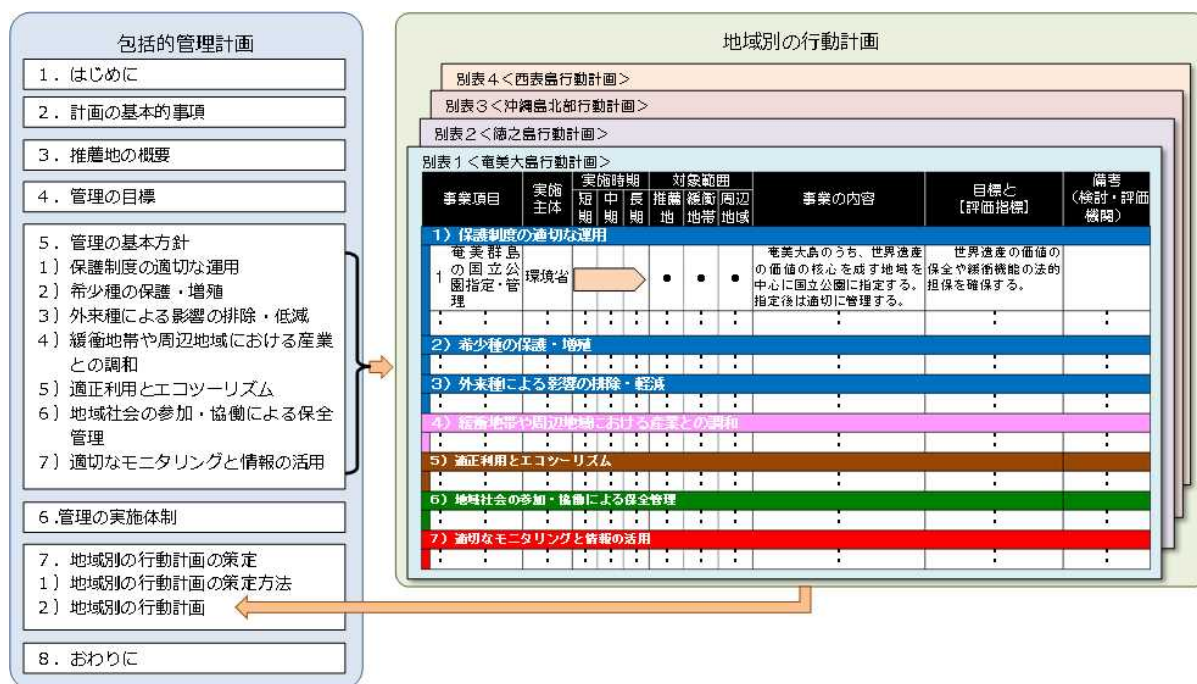 包括的管理計画
1．はじめに
2．計画の基本的事項
3．推薦地の概要
4．管理の目標
5．管理の基本方針
1）保護制度の適切な運用
2）希少種の保護・増殖
3）外来種による影響の排除・低減
4）緩衝地帯や周辺地域における産業
との調和
5）適正利用とエコツーリズム
6）地域社会の参加・協働による保全
管理
7）適切なモニタリングと情報の活用
6.管理の実施体制
7．地域別の行動計画の策定
1）地域別の行動計画の策定方法
2）地域別の行動計画
8．おわりに
地域別の行動計画
別表4＜西表島行動計画＞
別表3＜沖縄島北部行動計画＞
別表2＜徳之島行動計画＞
別表1＜奄美大島行動計画＞
事業項目
実施
主体
実施時期
短
期
中
期
長
期
対象範囲
推薦
地
緩衝
地帯
周辺
地域
事業の内容
目標と
【評価指標】
備考
（検討・評価
機関）
1）保護制度の適切な運用
1
奄美群島
の国立公
園指定・管
理
環境省
●
●
●
奄美大島のうち、世界遺産
の価値の核心を成す地域を
中心に国立公園に指定する。
指定後は適切に管理する。
世界遺産の価値の
保全や緩衝機能の法的
担保を確保する。
2）希少種の保護・増殖
3）外来種による影響の排除・軽減
4）緩衝地帯や周辺地域における産業との調和
5）適正利用とエコツーリズム
6）地域社会の参加・協働による保全管理
7）適切なモニタリングと情報の活用